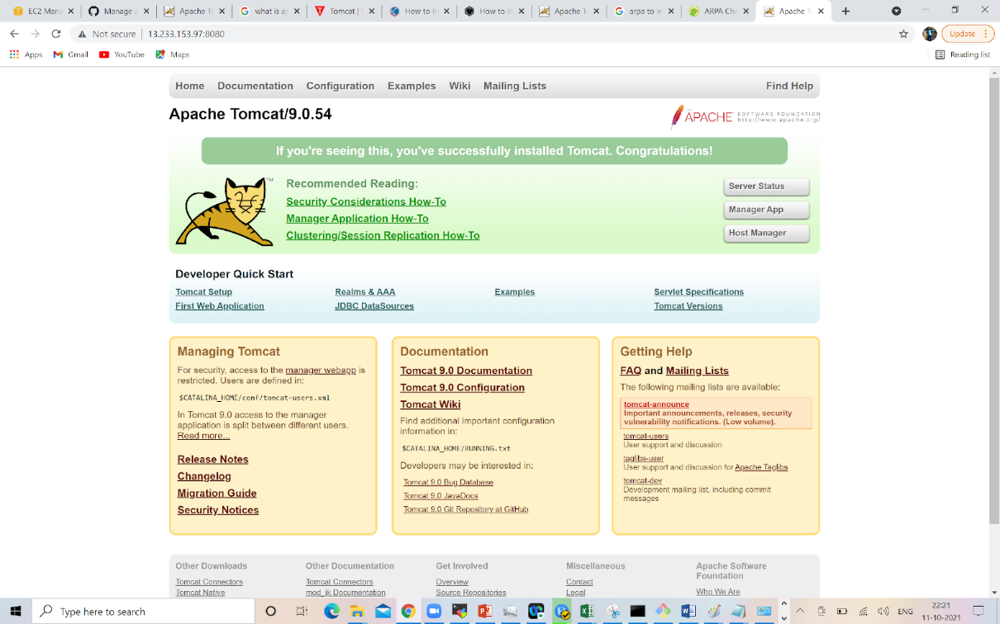 EC2 Mana
Manage a
Apache To
what is ap
Tomcat | 
How to In
How to In
Apache To
arpa to in
ARPA Cha
Apache To
Not secure
13.233.153.97:8080
Update
Apps
Gmail
YouTube
Maps
Reading list
Home Documentation Configuration Examples Wiki Mailing Lists Find Help
Apache Tomcat/9.0.54
APACHE
SOFTWARE FOUNDATION
http://www.apache.org/
If you're seeing this, you've successfully installed Tomcat. Congratulations!
TM
Recommended Reading:
Security Considerations How-To
Manager Application How-To
Clustering/Session Replication How-To
Server Status
Manager App
Host Manager
Developer Quick Start
Tomcat Setup
First Web Application
Realms & AAA
JDBC DataSources
Examples
Servlet Specifications
Tomcat Versions
Managing Tomcat
For security, access to the manager webapp is
restricted. Users are defined in:
$CATALINA_HOME/conf/tomcat-users.xml
In Tomcat 9.0 access to the manager
application is split between different users.
Read more...
Release Notes
Changelog
Migration Guide
Security Notices
Documentation
Tomcat 9.0 Documentation
Tomcat 9.0 Configuration
Tomcat Wiki
Find additional important configuration
information in:
$CATALINA_HOME/RUNNING.txt
Developers may be interested in:
Tomcat 9.0 Bug Database
Tomcat 9.0 JavaDocs
Tomcat 9.0 Git Repository at GitHub
Getting Help
FAQ and Mailing Lists
The following mailing lists are available:
tomcat-announce
Important announcements, releases, security
vulnerability notifications. (Low volume).
tomcat-users
User support and discussion
taglibs-user
User support and discussion for Apache Taglibs
tomcat-dev
Development mailing list, including commit
messages
Other Downloads
Tomcat Connectors
Tomcat Native
Other Documentation
Tomcat Connectors
mod_jk Documentation
Get Involved
Overview
Source Repositories
Miscellaneous
Contact
Legal
Apache Software
Foundation
Who We Are
Type here to search
ENG
22:21
11-10-2021